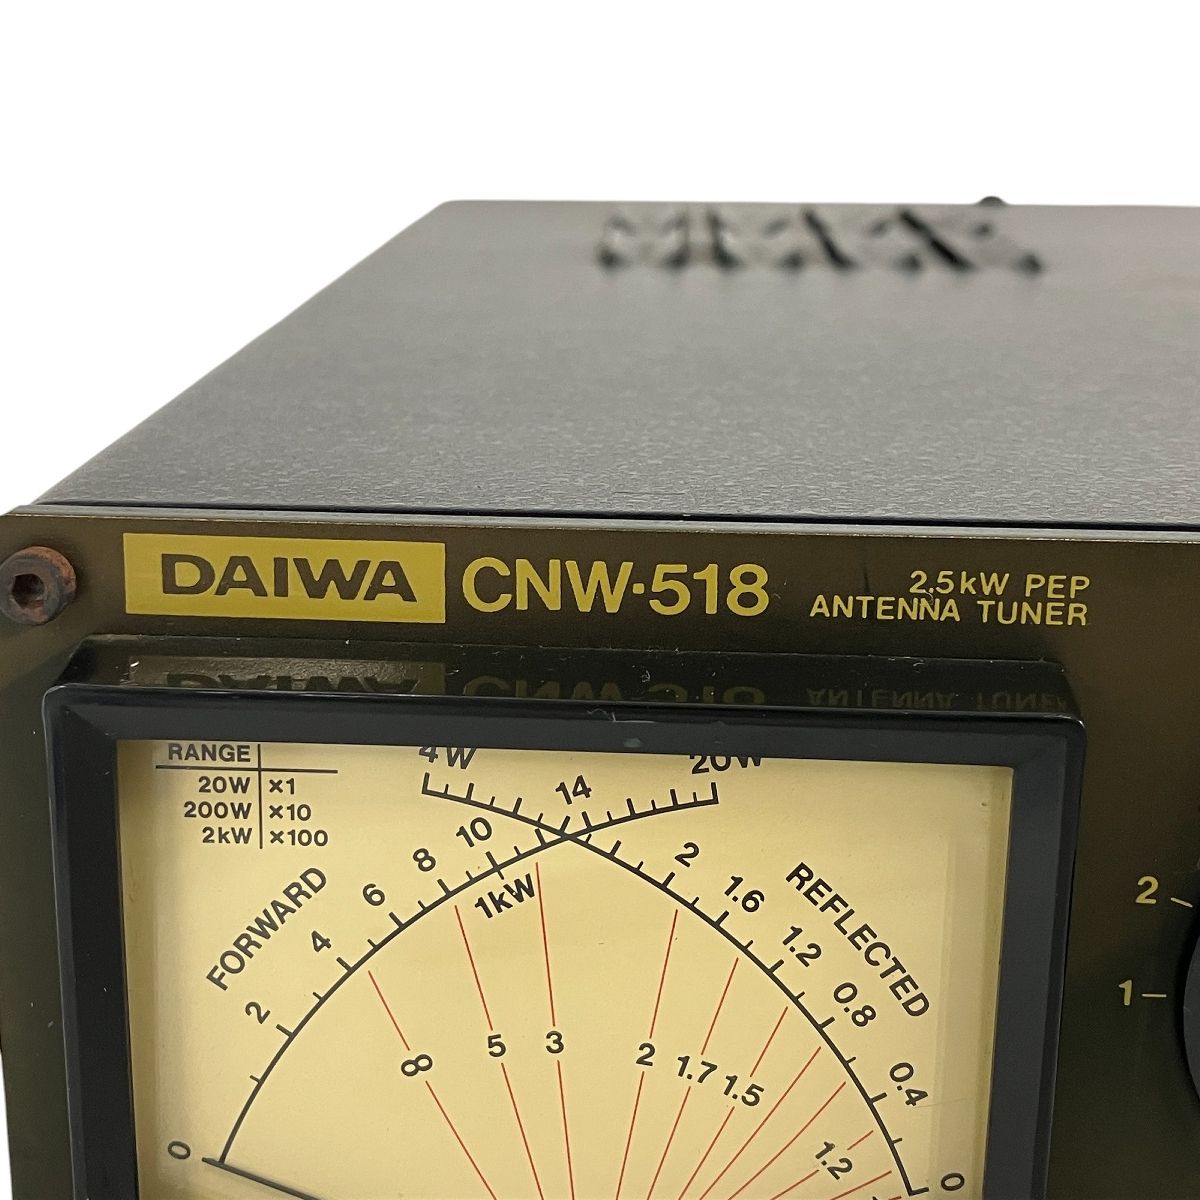 DAIWA CNW·518
2.5kW PEP
ANTENNA TUNER
RANGE
20W ×1
200W ×10
2kW ×100
4W
20W
FORWARD
0 2 4 6 8 10 14
1kW
REFLECTED
2 1.6 1.2 0.8 0.4 0
∞ 5 3 2 1.7 1.5 1.2
2
1